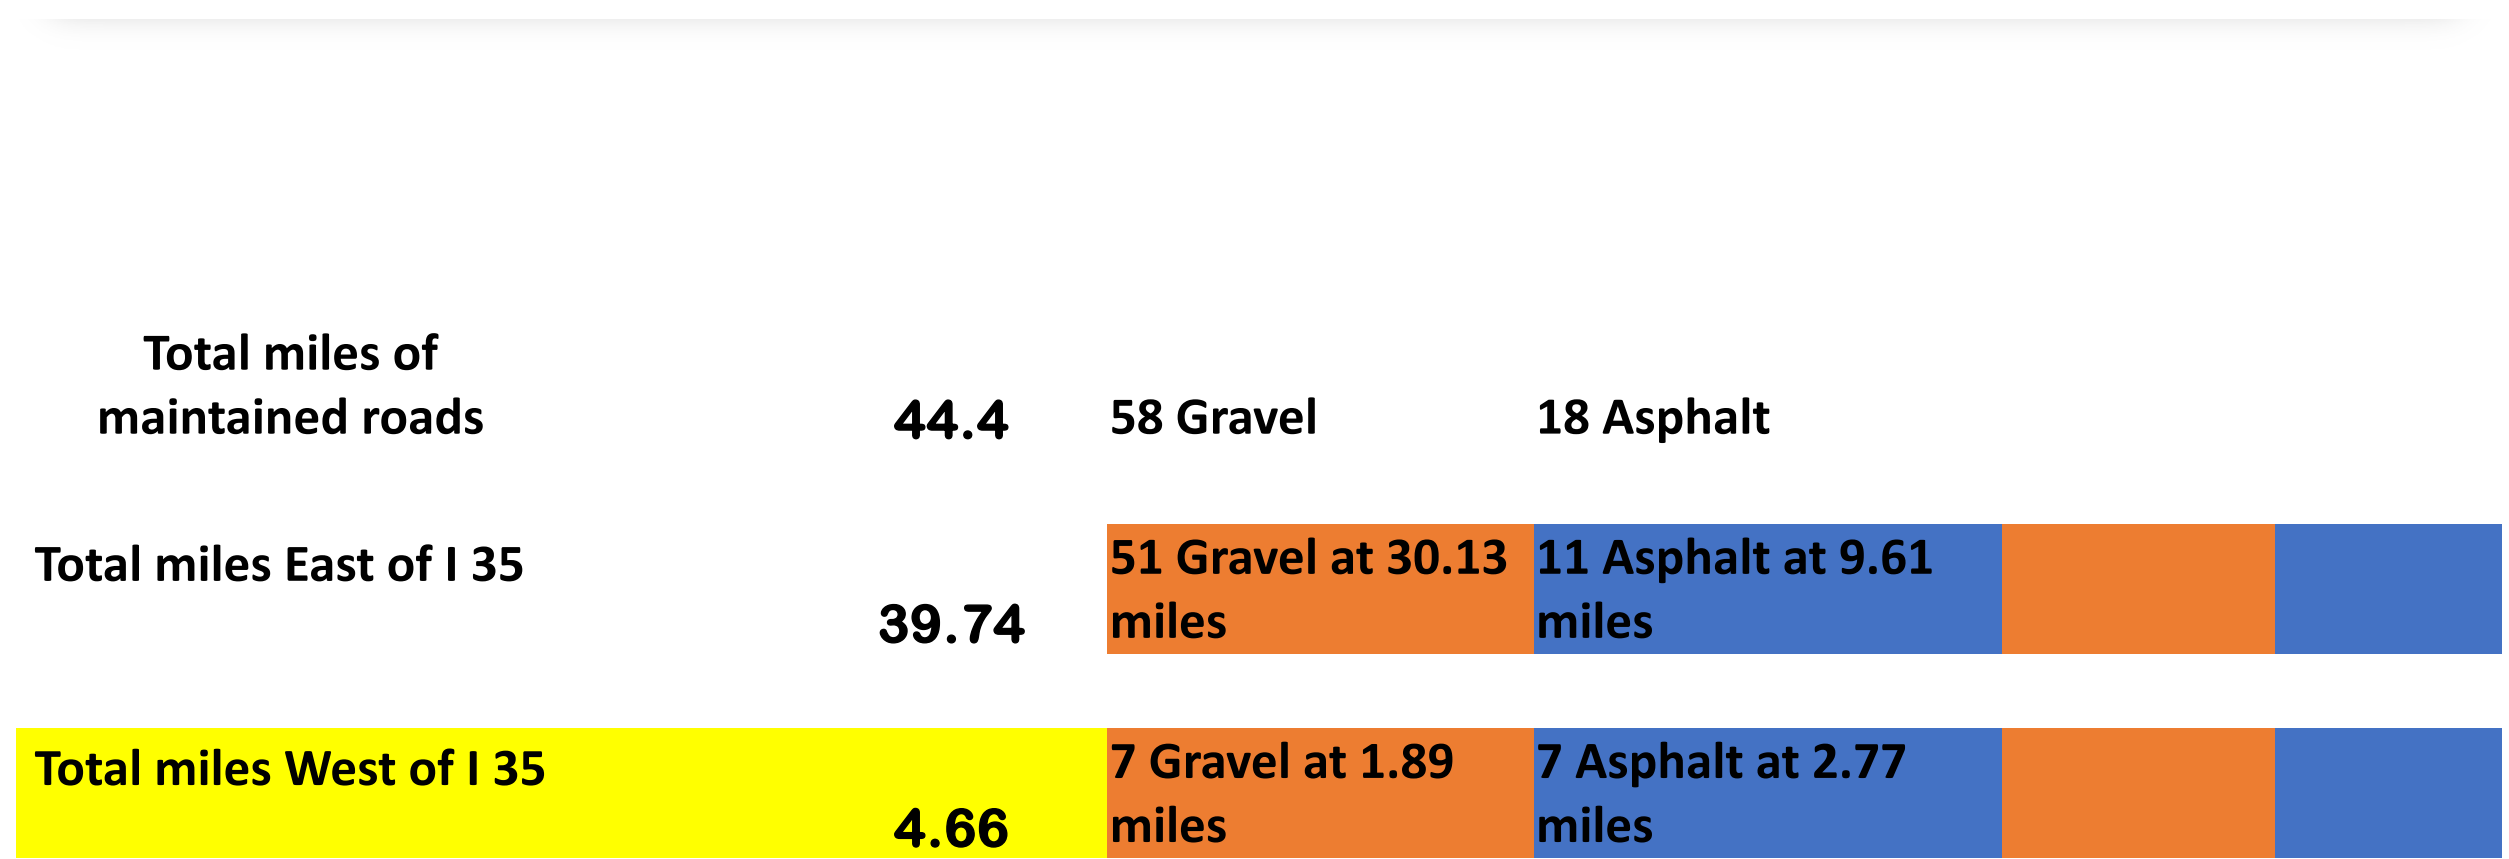 Total miles of
maintained roads 44.4 58 Gravel 18 Asphalt
Total miles East of I 35 51 Gravel at 30.13 11 Asphalt at 9.61
39.74 miles miles
Total miles West of I 35 7 Gravel at 1.89 7 Asphalt at 2.77
4.66 miles miles